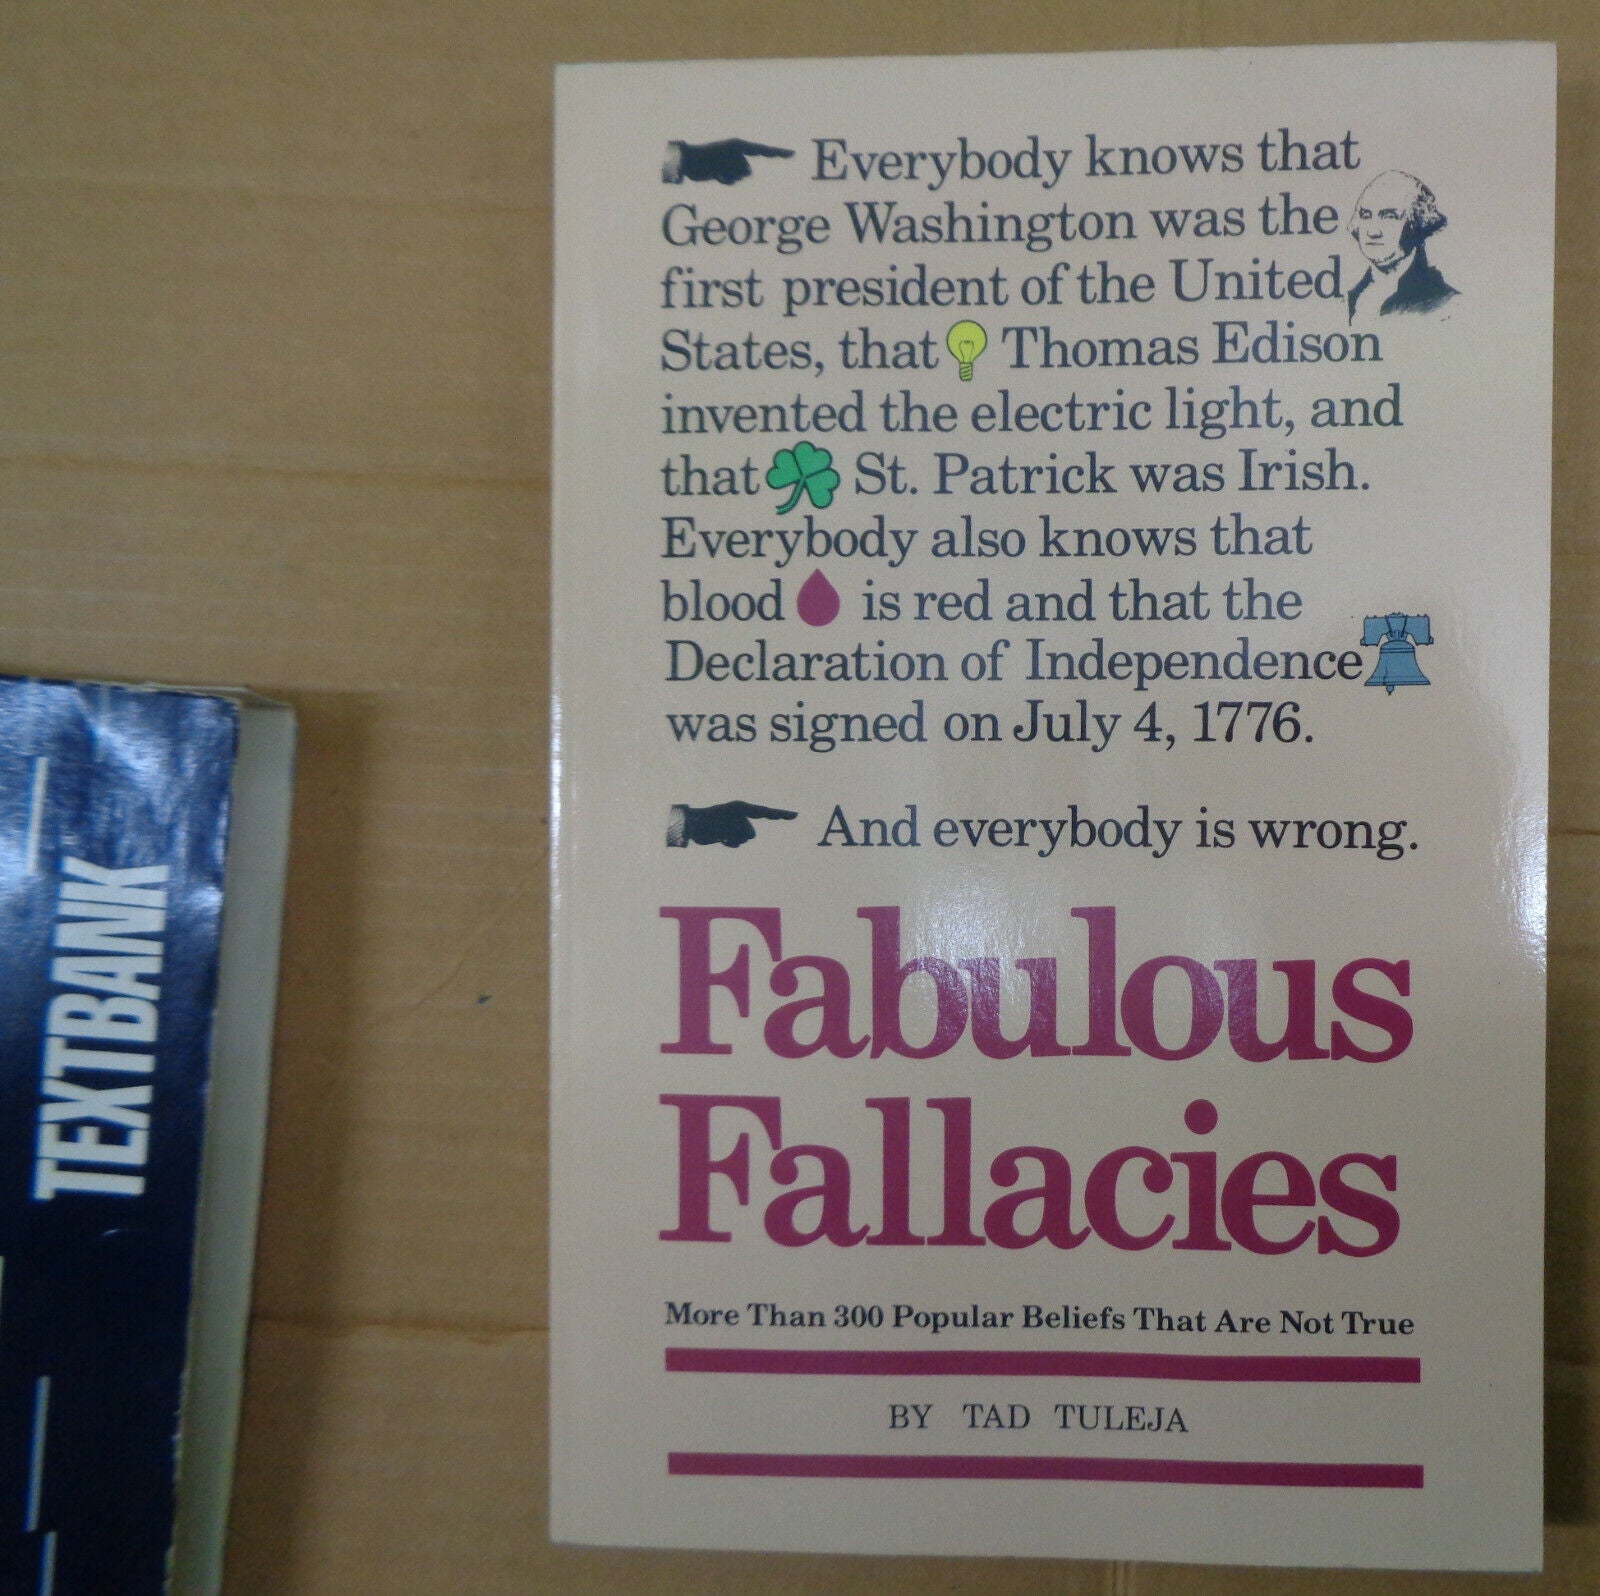 Everybody knows that
George Washington was the
first president of the United
States, that Thomas Edison
invented the electric light, and
that St. Patrick was Irish.
Everybody also knows that
blood is red and that the
Declaration of Independence
was signed on July 4, 1776.
And everybody is wrong.
Fabulous
Fallacies
More Than 300 Popular Beliefs That Are Not True
BY TAD TULEJA
TEXTBANK